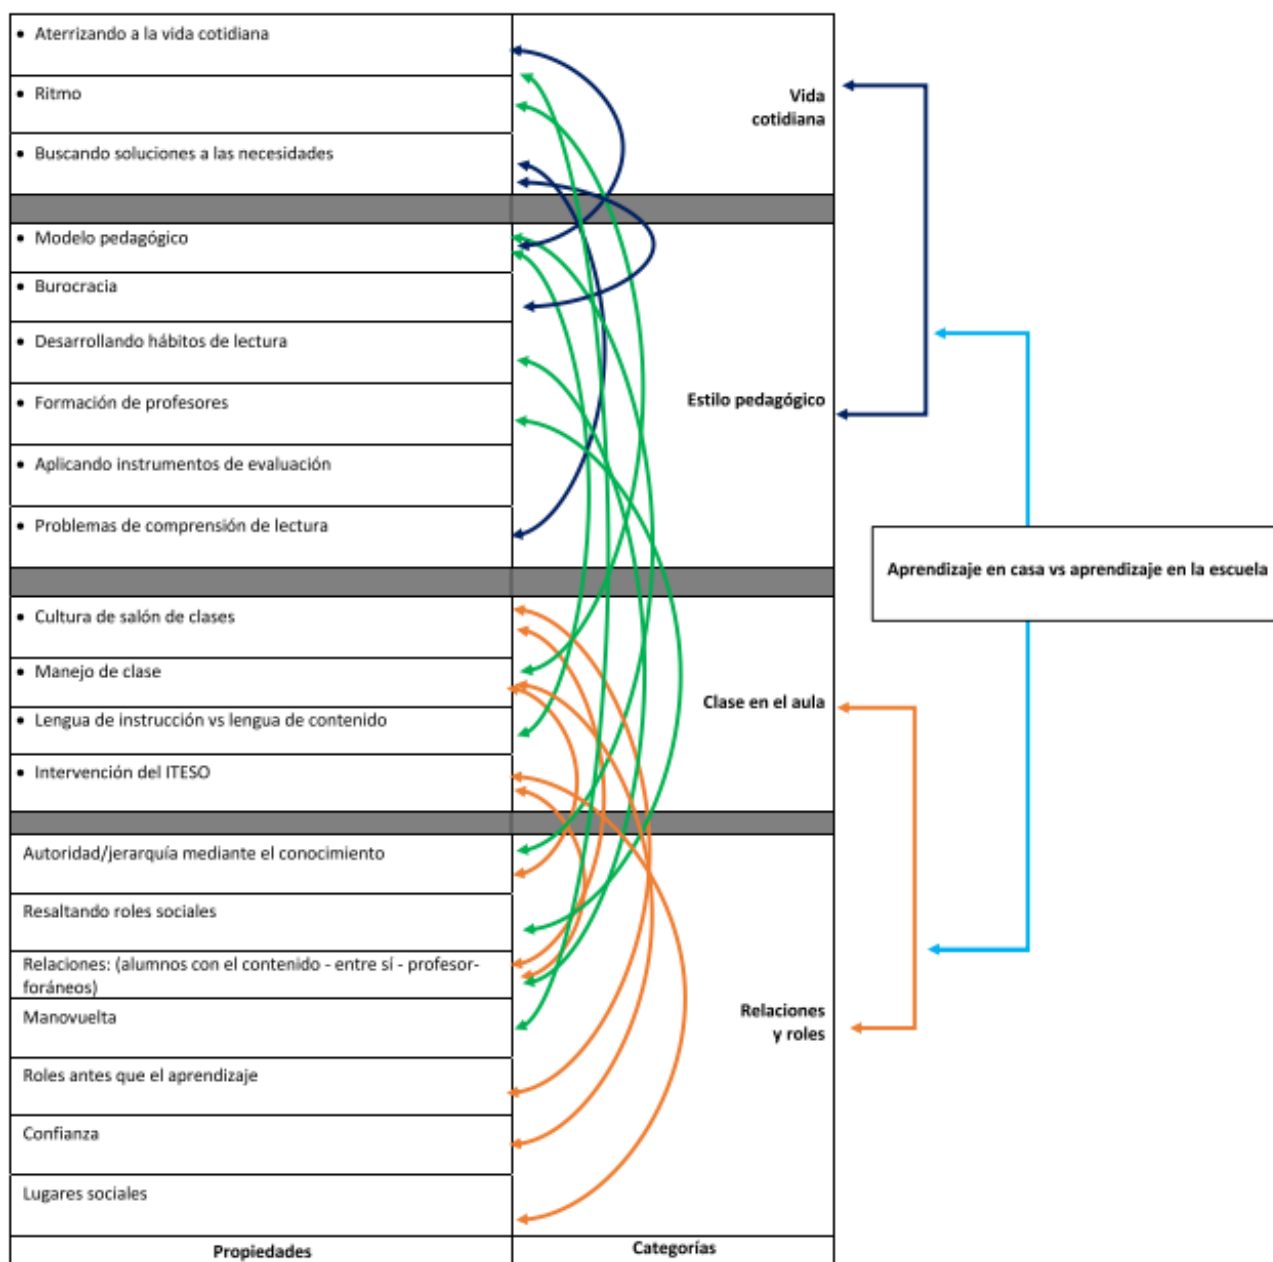 • Aterrizando a la vida cotidiana
• Ritmo
• Buscando soluciones a las necesidades
Vida
cotidiana
• Modelo pedagógico
• Burocracia
• Desarrollando hábitos de lectura
• Formación de profesores
• Aplicando instrumentos de evaluación
• Problemas de comprensión de lectura
Estilo pedagógico
• Cultura de salón de clases
• Manejo de clase
• Lengua de instrucción vs lengua de contenido
• Intervención del ITESO
Clase en el aula
Autoridad/jerarquía mediante el conocimiento
Resaltando roles sociales
Relaciones: (alumnos con el contenido - entre sí - profesor-
foráneos)
Manovuelta
Roles antes que el aprendizaje
Confianza
Lugares sociales
Relaciones
y roles
Propiedades
Categorías
Aprendizaje en casa vs aprendizaje en la escuela